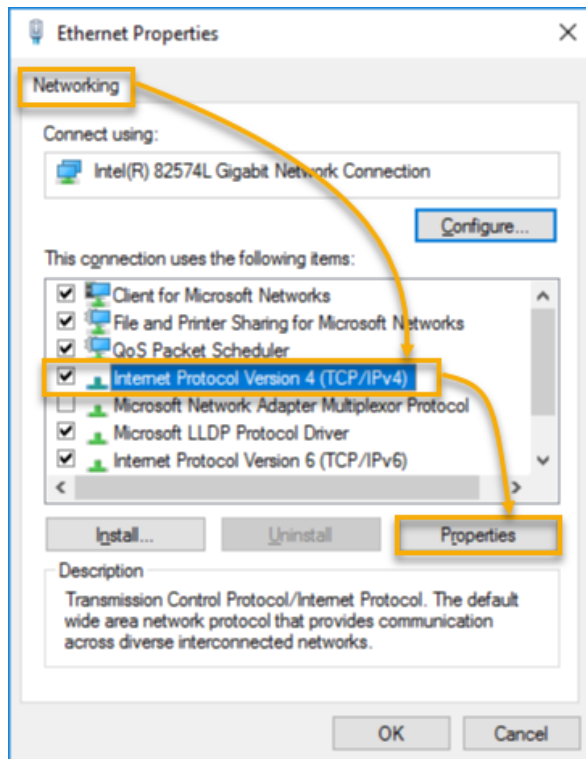 Ethernet Properties
Networking
Connect using:
Intel(R) 82574L Gigabit Network Connection
Configure...
This connection uses the following items:
Client for Microsoft Networks
File and Printer Sharing for Microsoft Networks
QoS Packet Scheduler
Internet Protocol Version 4 (TCP/IPv4)
Microsoft Network Adapter Multiplexor Protocol
Microsoft LLDP Protocol Driver
Internet Protocol Version 6 (TCP/IPv6)
Install... Uninstall Properties
Description
Transmission Control Protocol/Internet Protocol. The default
wide area network protocol that provides communication
across diverse interconnected networks.
OK Cancel